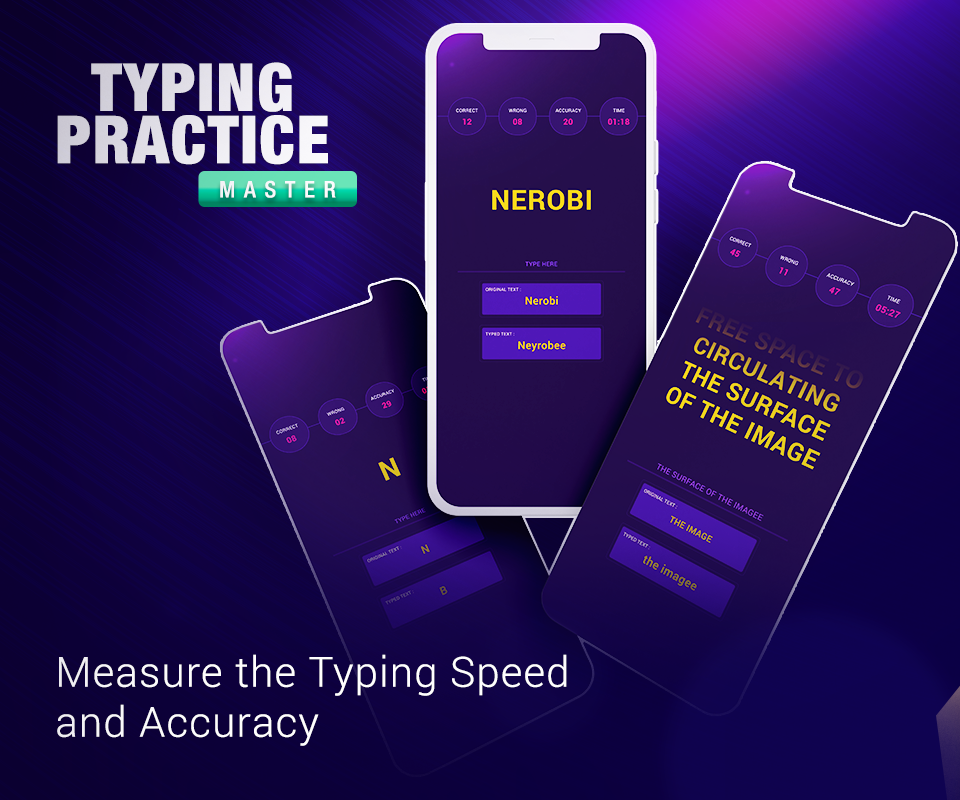 TYPING
PRACTICE
MASTER
CORRECT
12
WRONG
08
ACCURACY
20
TIME
01:18
NEROBI
TYPE HERE
ORIGINAL TEXT :
Nerobi
TYPED TEXT :
Neyrobee
CORRECT
45
WRONG
11
ACCURACY
47
TIME
05:27
FREE SPACE TO
CIRCULATING
THE SURFACE
OF THE IMAGE
THE SURFACE OF THE IMAGEE
ORIGINAL TEXT :
THE IMAGE
TYPED TEXT :
the imagee
CORRECT
08
WRONG
02
ACCURACY
29
N
TYPE HERE
ORIGINAL TEXT :
N
TYPED TEXT :
B
Measure the Typing Speed
and Accuracy